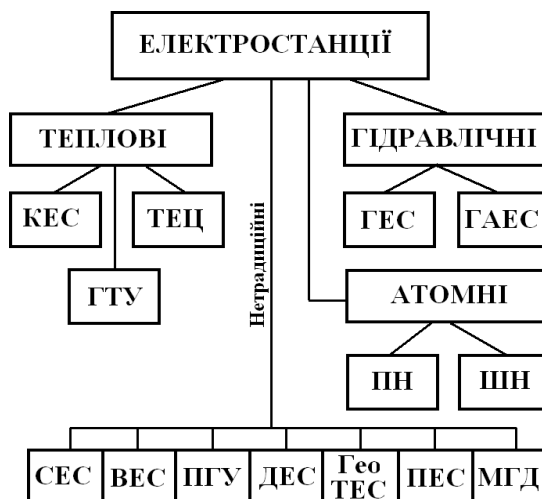 ЕЛЕКТРОСТАНЦІЇ
ТЕПЛОВІ
ГІДРАВЛІЧНІ
КЕС
ТЕЦ
ГЕС
ГАЕС
ГТУ
Нетрадиційні
АТОМНІ
ПН
ШН
СЕС
ВЕС
ПГУ
ДЕС
Гео
ТЕС
ПЕС
МГД